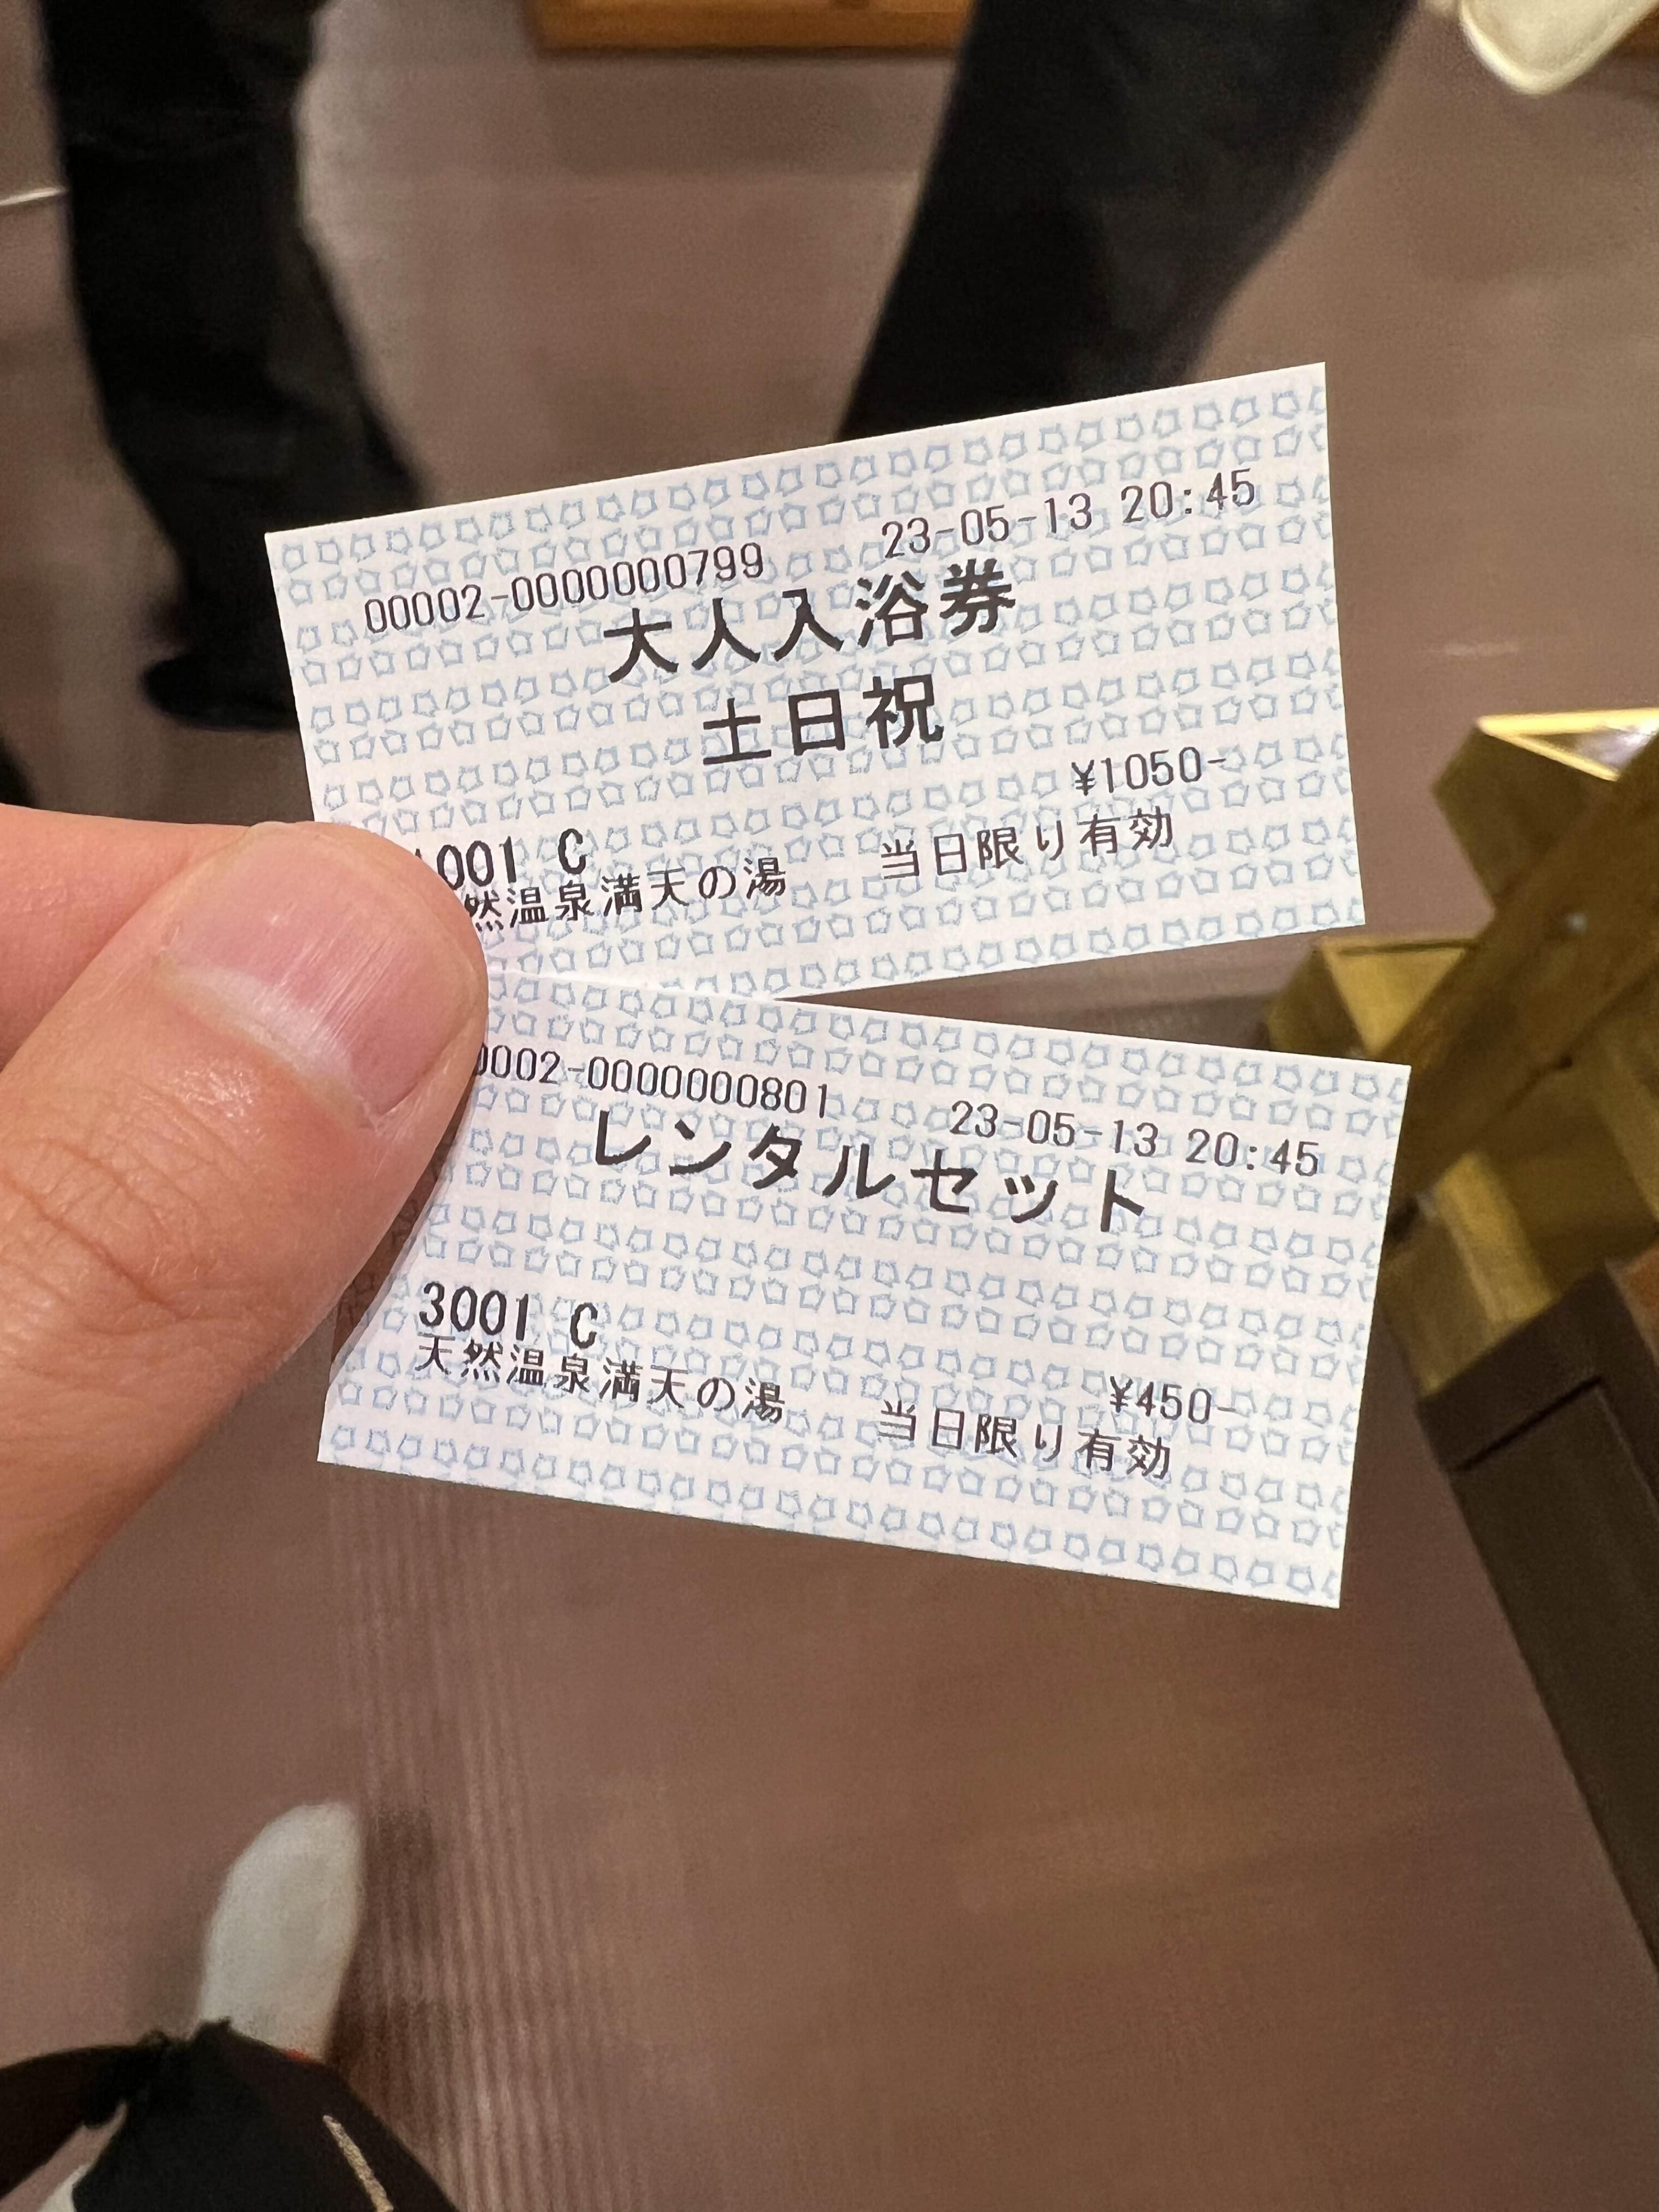 00002-0000000799 23-05-13 20:45
大人入浴券
土日祝
¥1050-
001 C
然温泉満天の湯 当日限り有効
0002-0000000801 23-05-13 20:45
レンタルセット
3001 C
¥450-
天然温泉満天の湯 当日限り有効